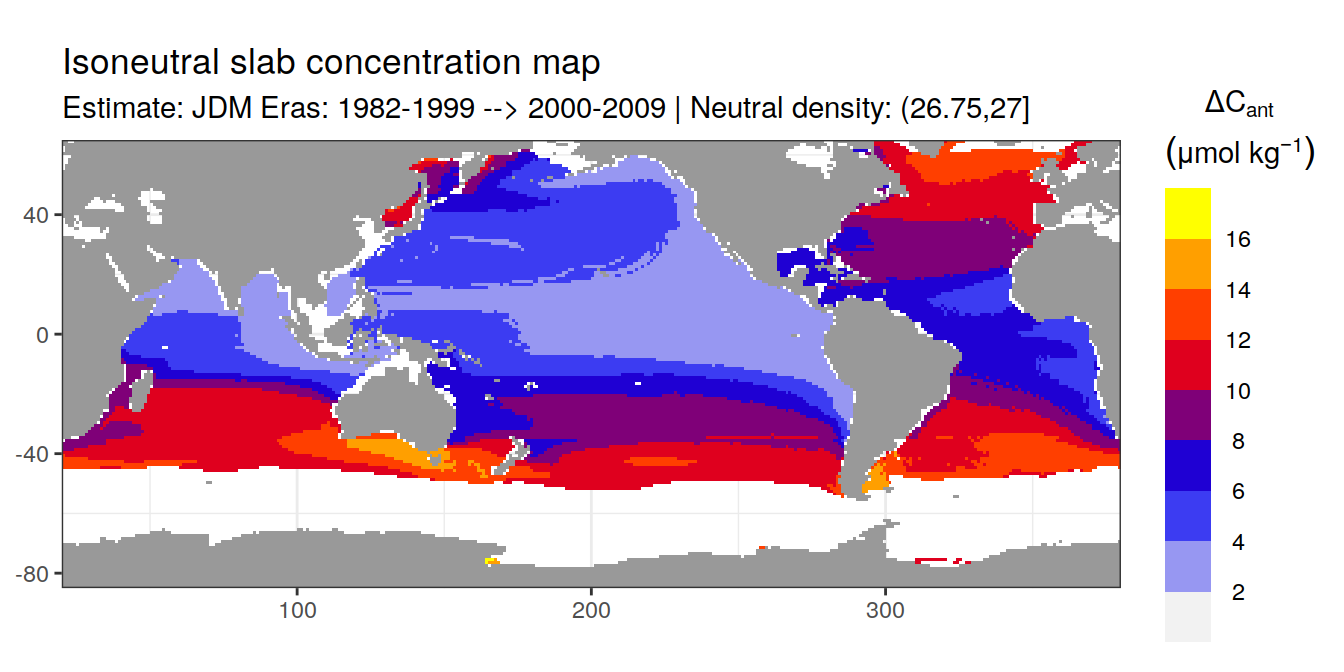 Isoneutral slab concentration map
Estimate: JDM Eras: 1982-1999 --> 2000-2009 | Neutral density: (26.75,27]
ΔCant
(μmol kg⁻¹)
16
14
12
10
8
6
4
2
40
0
-40
-80
100 200 300